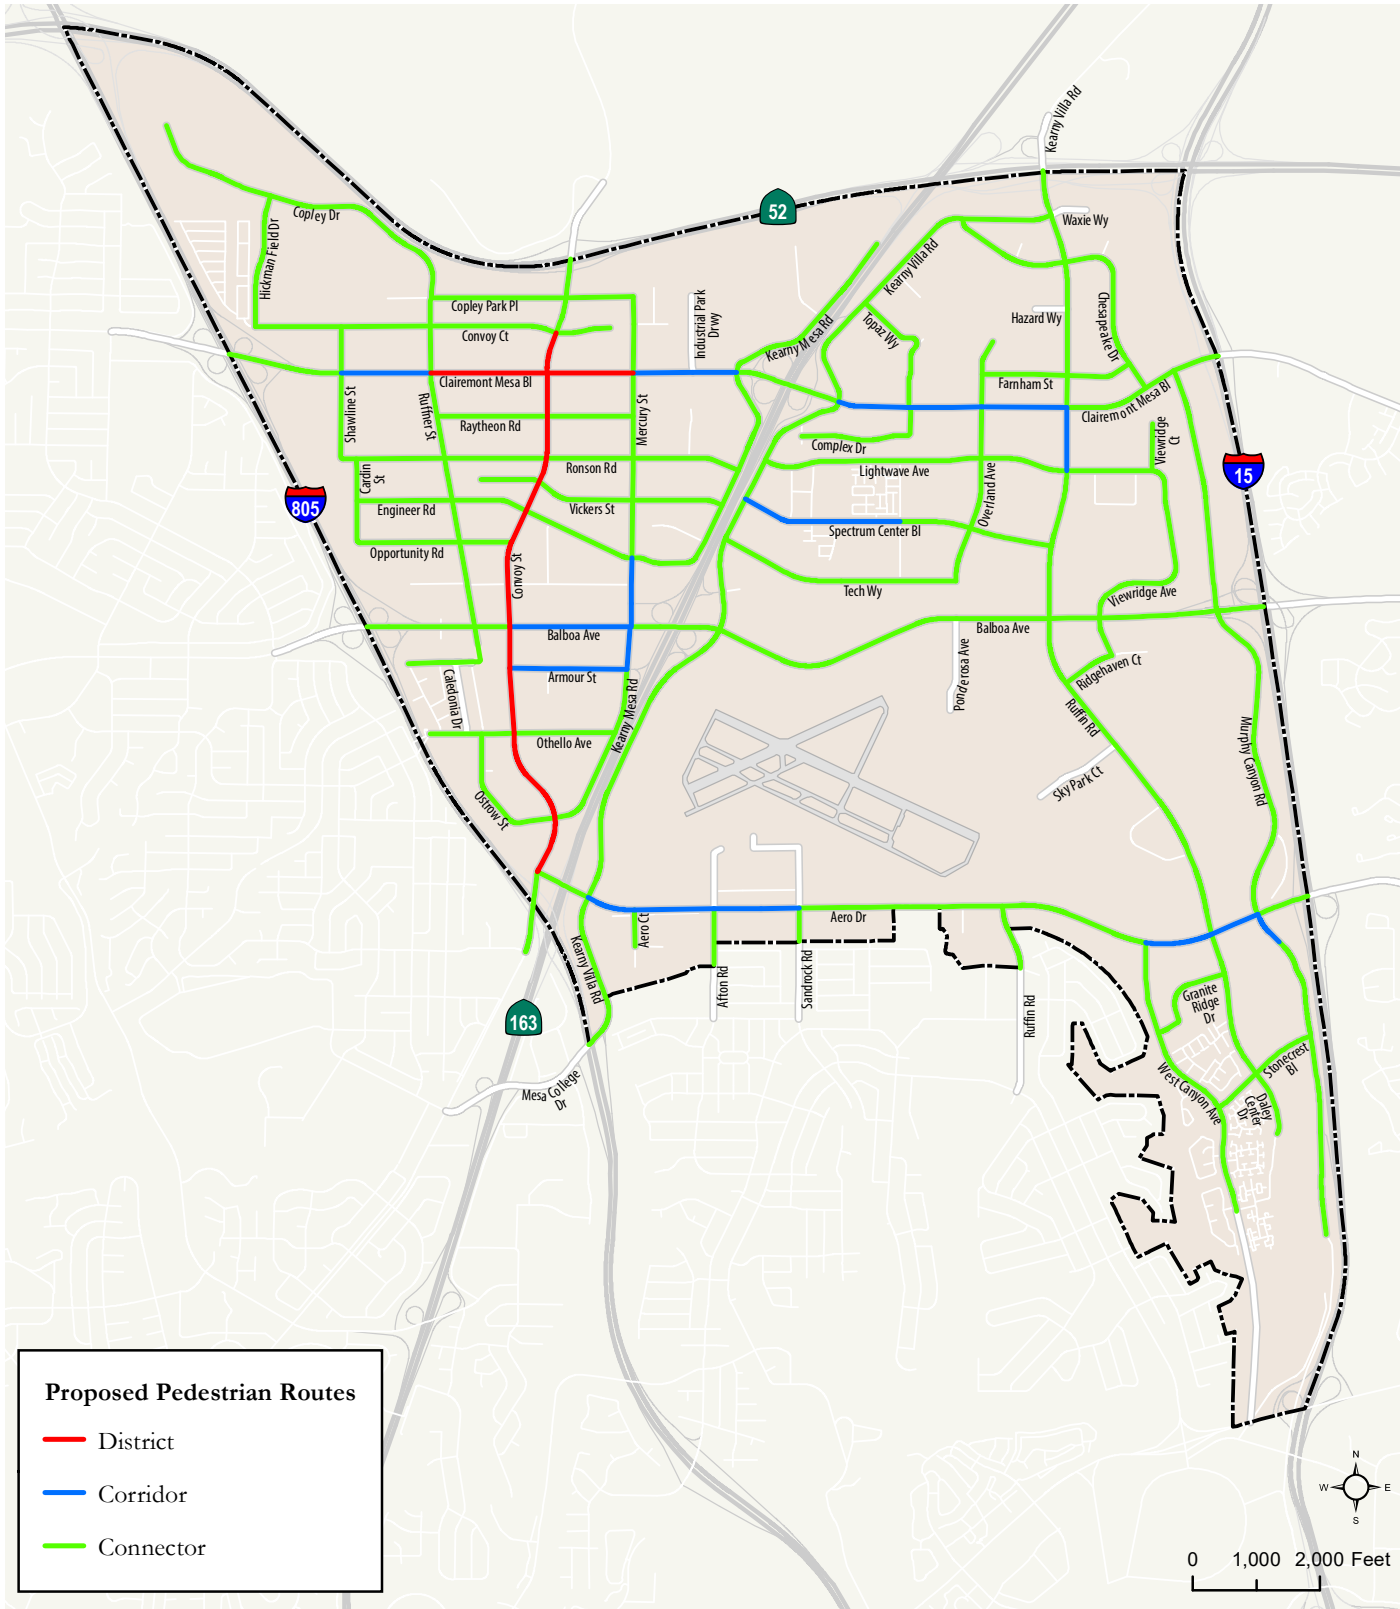 Kearny Villa Rd
52
Waxie Wy
Copley Dr
Hickman Field Dr
Kearny Villa Rd
Copley Park Pl
Industrial Park
Drwy
Hazard Wy
Chesapeake Dr
Convoy Ct
Kearny Mesa Rd
Topaz Wy
Clairemont Mesa Bl
Farnham St
Clairemont Mesa Bl
Shawline St
Ruffner St
Mercury St
Raytheon Rd
Complex Dr
Viewridge
Ct
Cardin
St
Ronson Rd
Lightwave Ave
15
805
Engineer Rd
Vickers St
Overland Ave
Spectrum Center Bl
Opportunity Rd
Convoy St
Tech Wy
Viewridge Ave
Balboa Ave
Balboa Ave
Armour St
Ponderosa Ave
Ridgehaven Ct
Caledonia Dr
Kearny Mesa Rd
Ruffin Rd
Othello Ave
Murphy Canyon Rd
Sky Park Ct
Ostrow St
Aero Ct
Aero Dr
Kearny Villa Rd
Afton Rd
Sandrock Rd
Ruffin Rd
Granite
Ridge
Dr
163
Stonecrest
Bl
West Canyon Ave
Daley
Center
Dr
Mesa College
Dr
Proposed Pedestrian Routes
District
Corridor
Connector
N
W E
S
0 1,000 2,000 Feet